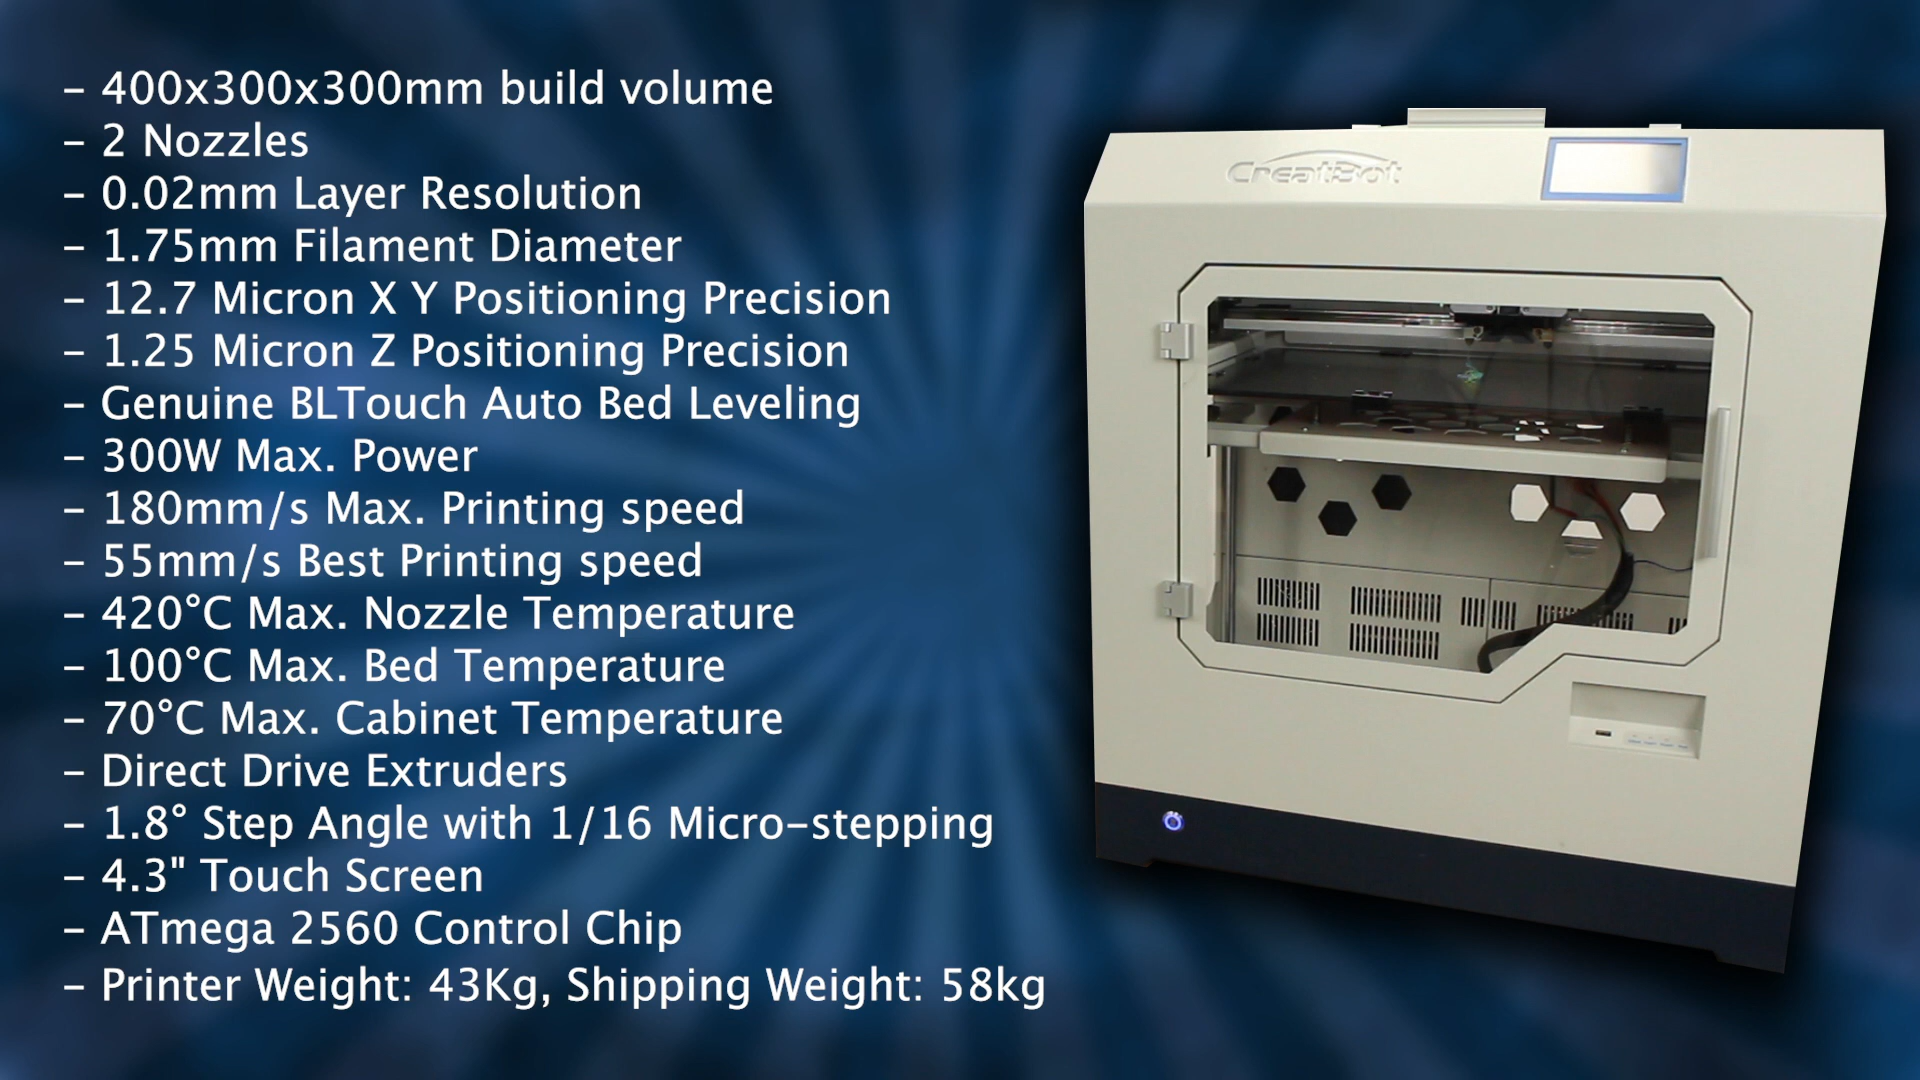 - 400x300x300mm build volume
- 2 Nozzles
- 0.02mm Layer Resolution
- 1.75mm Filament Diameter
- 12.7 Micron X Y Positioning Precision
- 1.25 Micron Z Positioning Precision
- Genuine BLTouch Auto Bed Leveling
- 300W Max. Power
- 180mm/s Max. Printing speed
- 55mm/s Best Printing speed
- 420°C Max. Nozzle Temperature
- 100°C Max. Bed Temperature
- 70°C Max. Cabinet Temperature
- Direct Drive Extruders
- 1.8° Step Angle with 1/16 Micro-stepping
- 4.3" Touch Screen
- ATmega 2560 Control Chip
- Printer Weight: 43Kg, Shipping Weight: 58kg
CreatBot